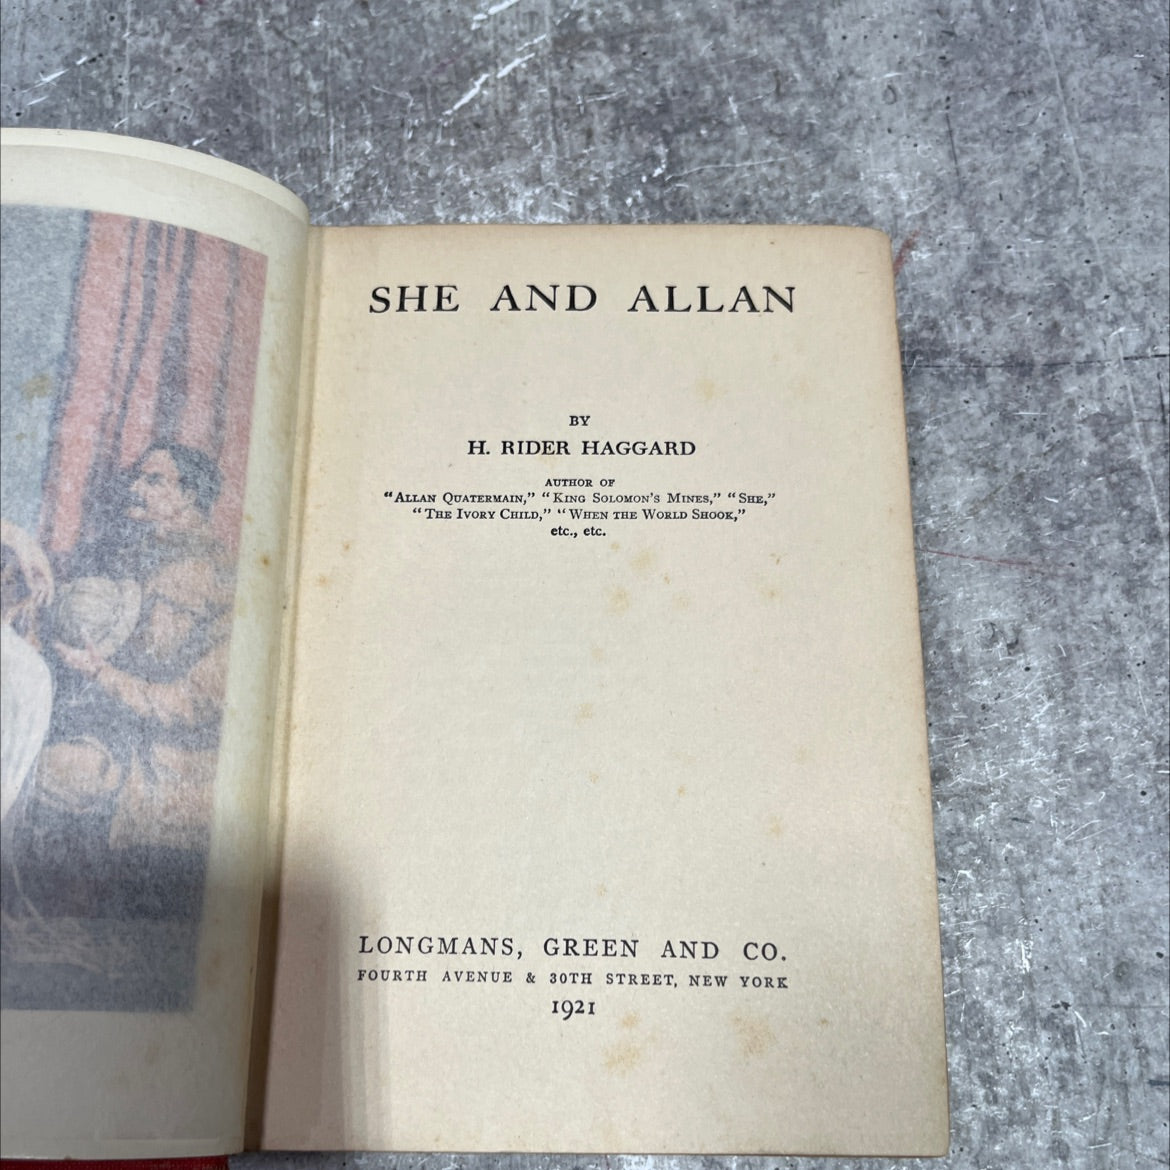 SHE AND ALLAN
BY
H. RIDER HAGGARD
AUTHOR OF
"ALLAN QUATERMAIN," "KING SOLOMON'S MINES," "SHE,"
"THE IVORY CHILD," "WHEN THE WORLD SHOOK,"
etc., etc.
LONGMANS, GREEN AND CO.
FOURTH AVENUE & 30TH STREET, NEW YORK
1921